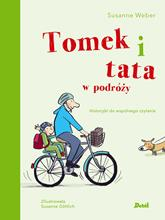 Susanne Weber
Tomek i
tata
w podróży
Historyjki do wspólnego czytania
Zilustrowała
Susanne Göhlich
Debit